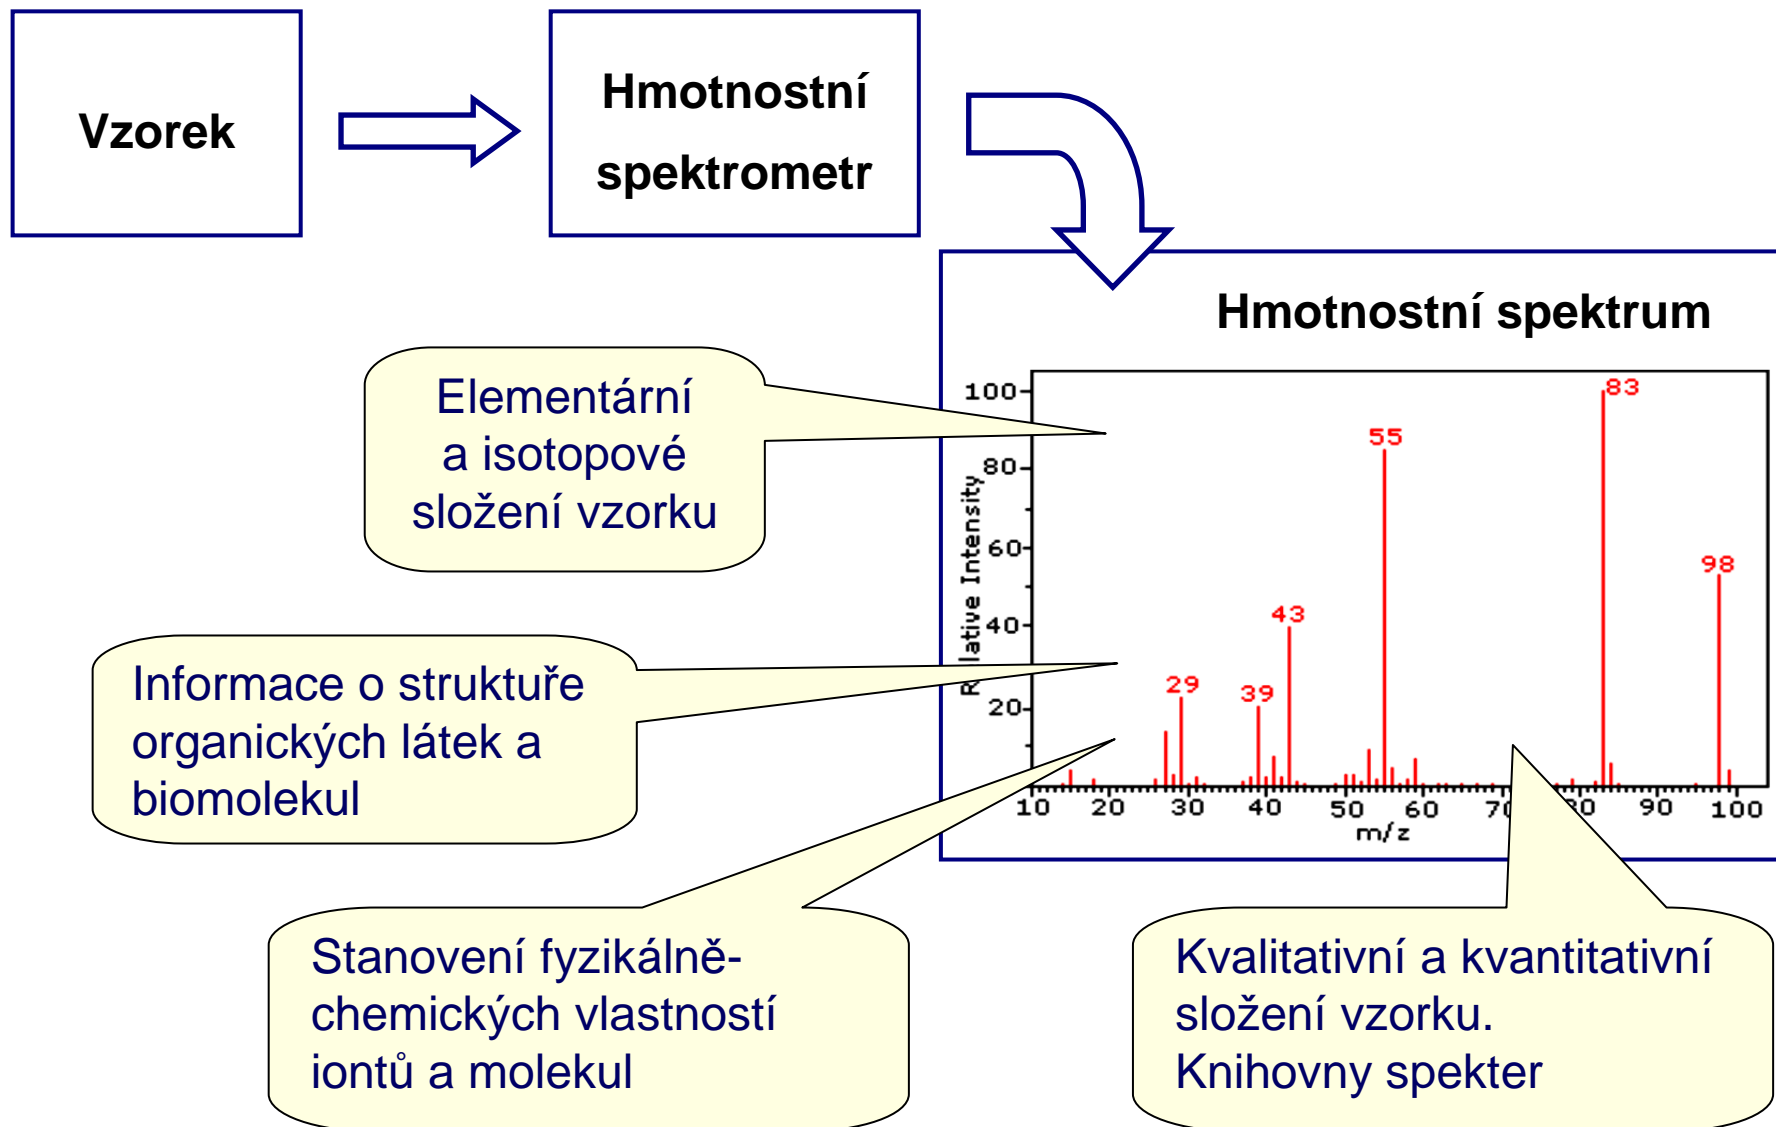 Vzorek
Hmotnostní
spektrometr
Hmotnostní spektrum
Elementární
a isotopové
složení vzorku
Informace o struktuře
organických látek a
biomolekul
Stanovení fyzikálně-
chemických vlastností
iontů a molekul
Kvalitativní a kvantitativní
složení vzorku.
Knihovny spekter
100
80
60
40
20
29
39
43
55
83
98
10 20 30 40 50 60 90 100
m/z
Intensity